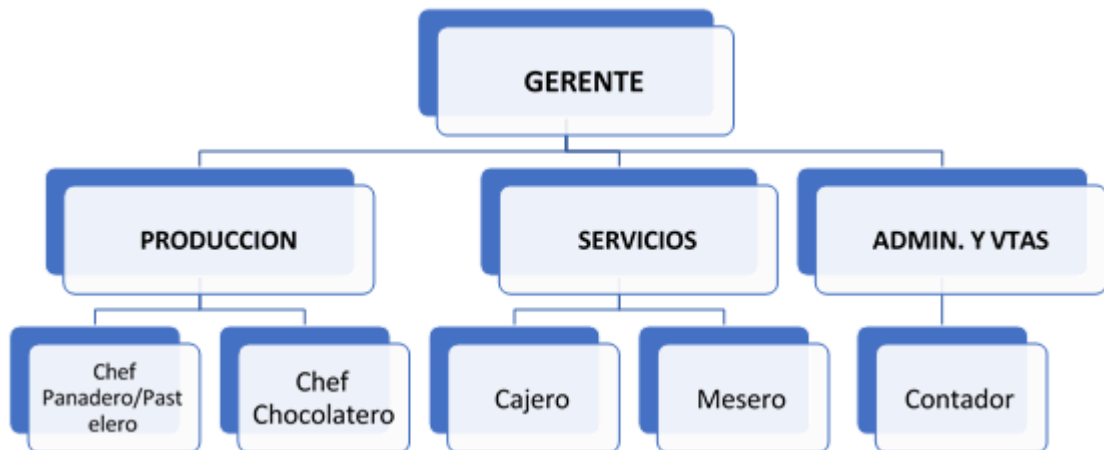 GERENTE
PRODUCCION
SERVICIOS
ADMIN. Y VTAS
Chef
Panadero/Past
elero
Chef
Chocolatero
Cajero
Mesero
Contador